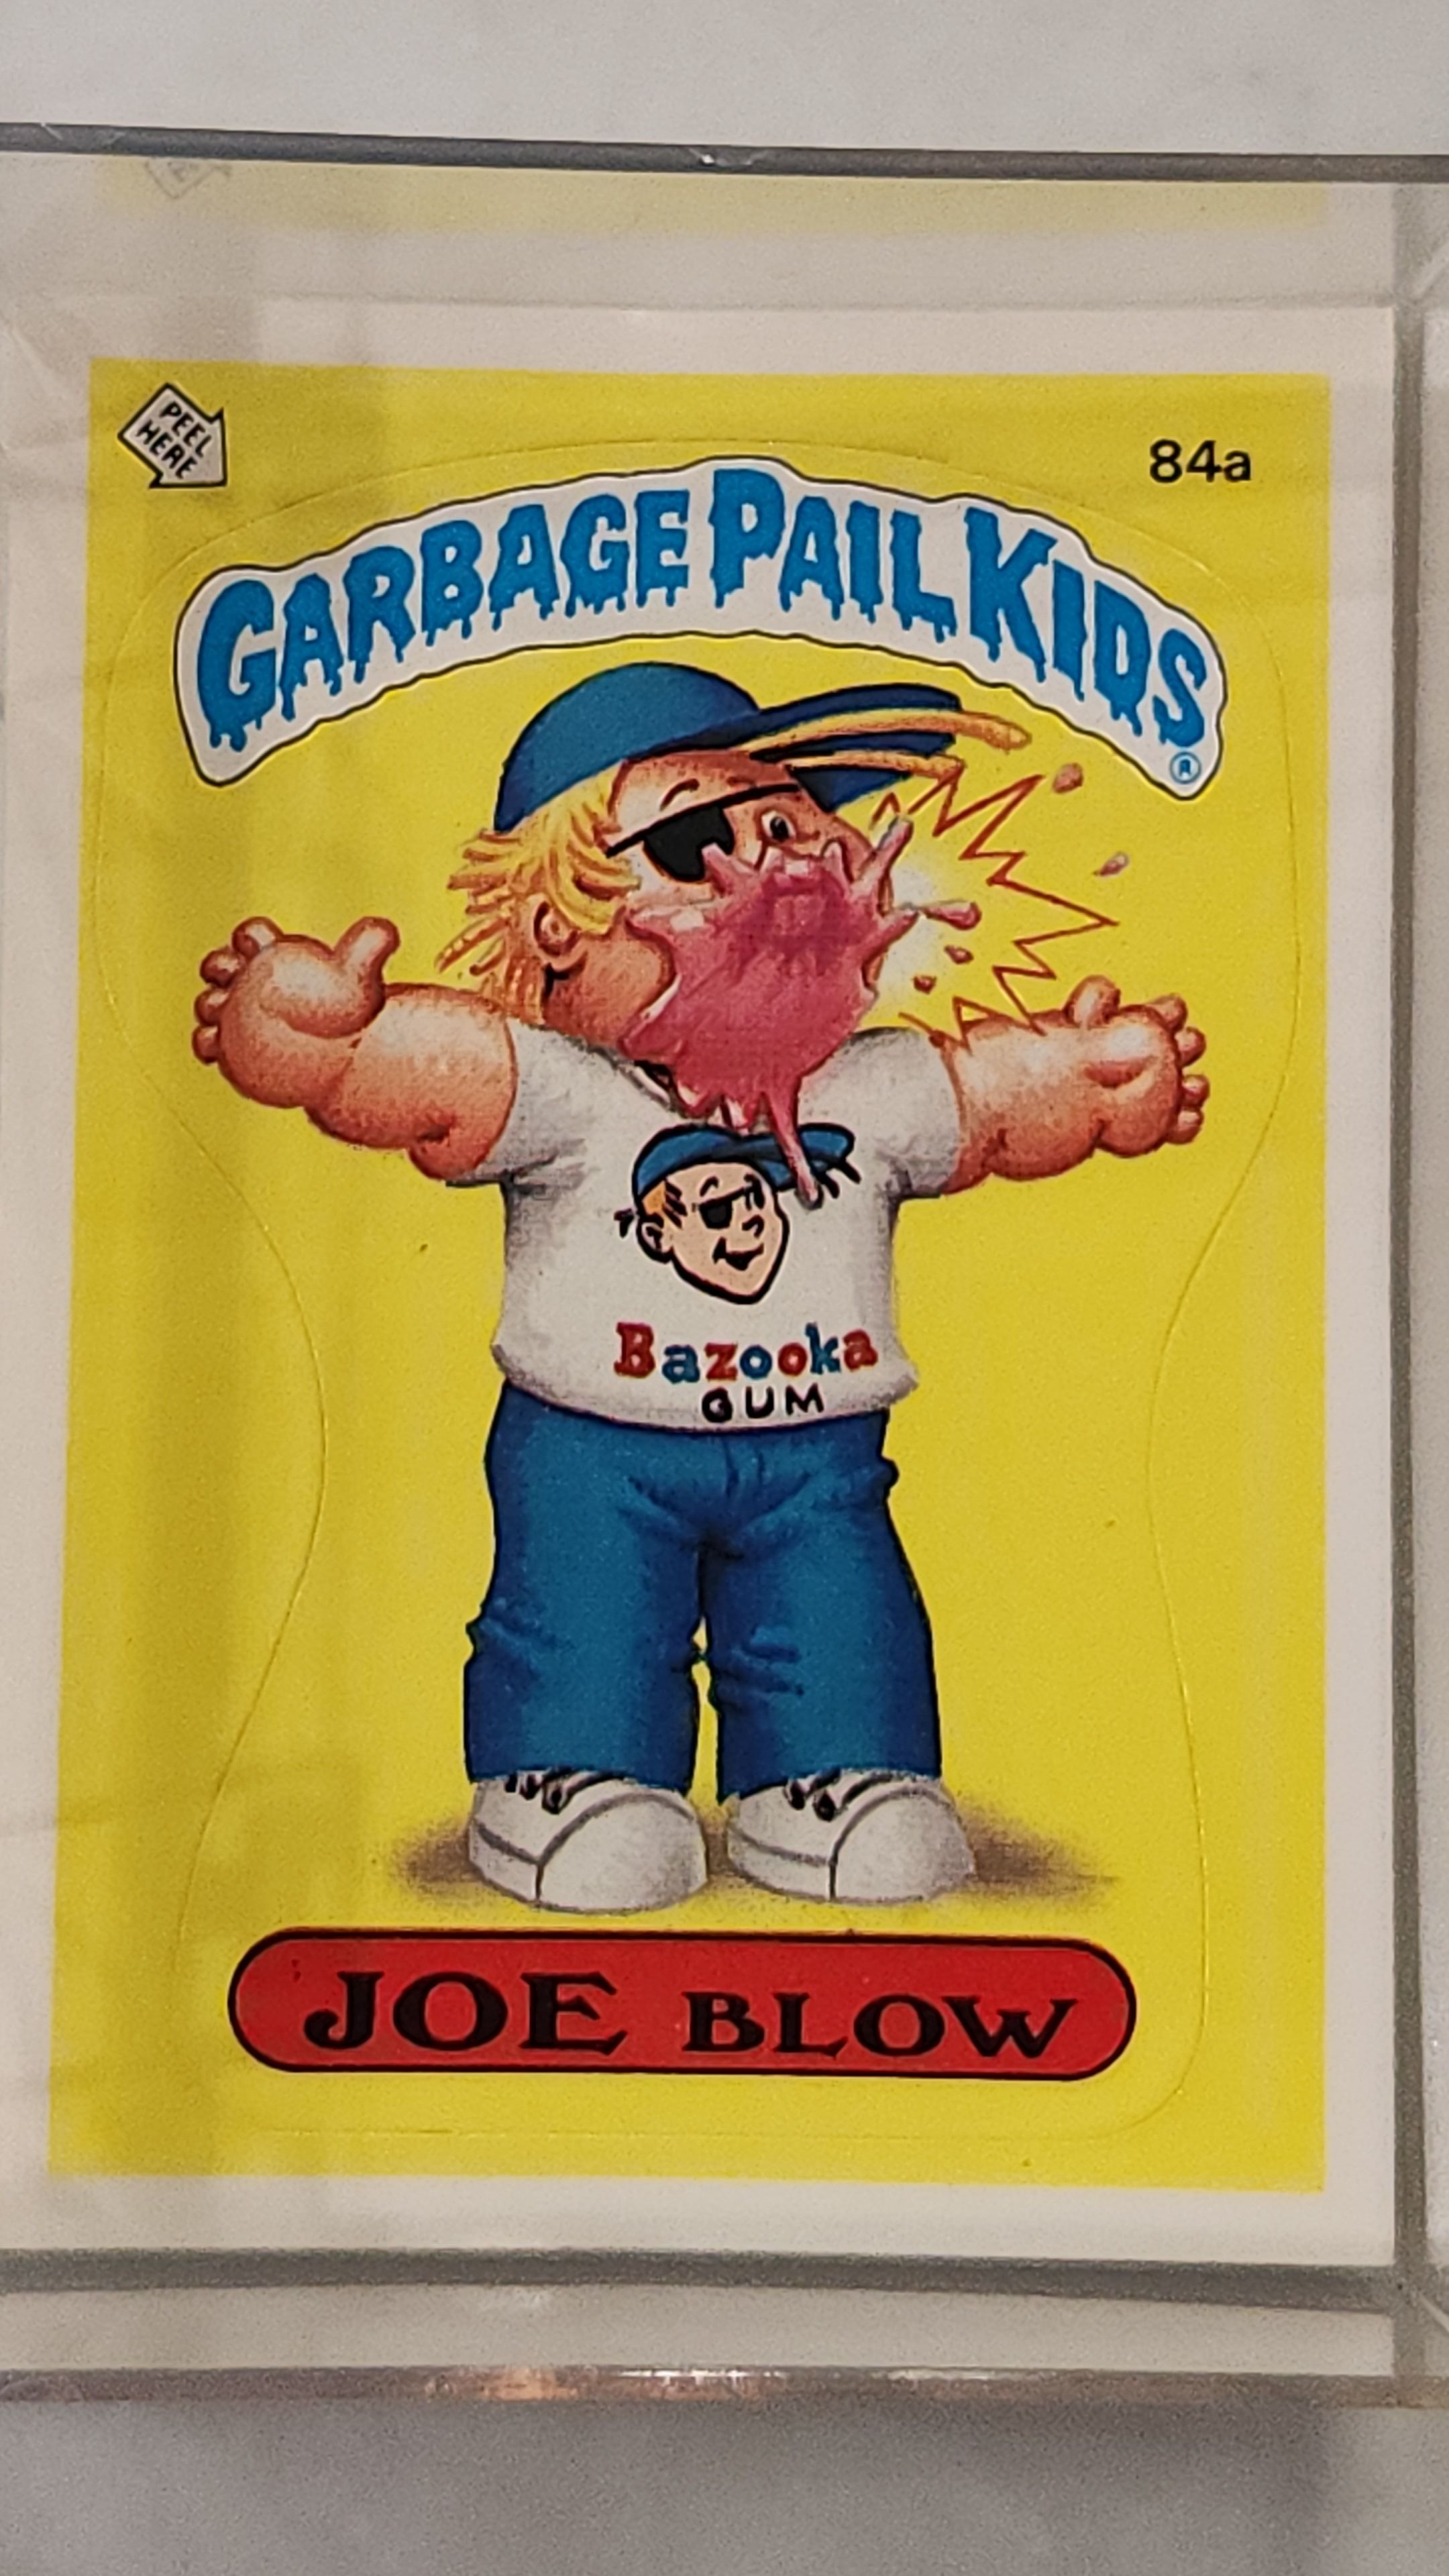 PEEL
HERE
84a
GARBAGE PAIL KIDS
®
Bazooka
GUM
JOE BLOW